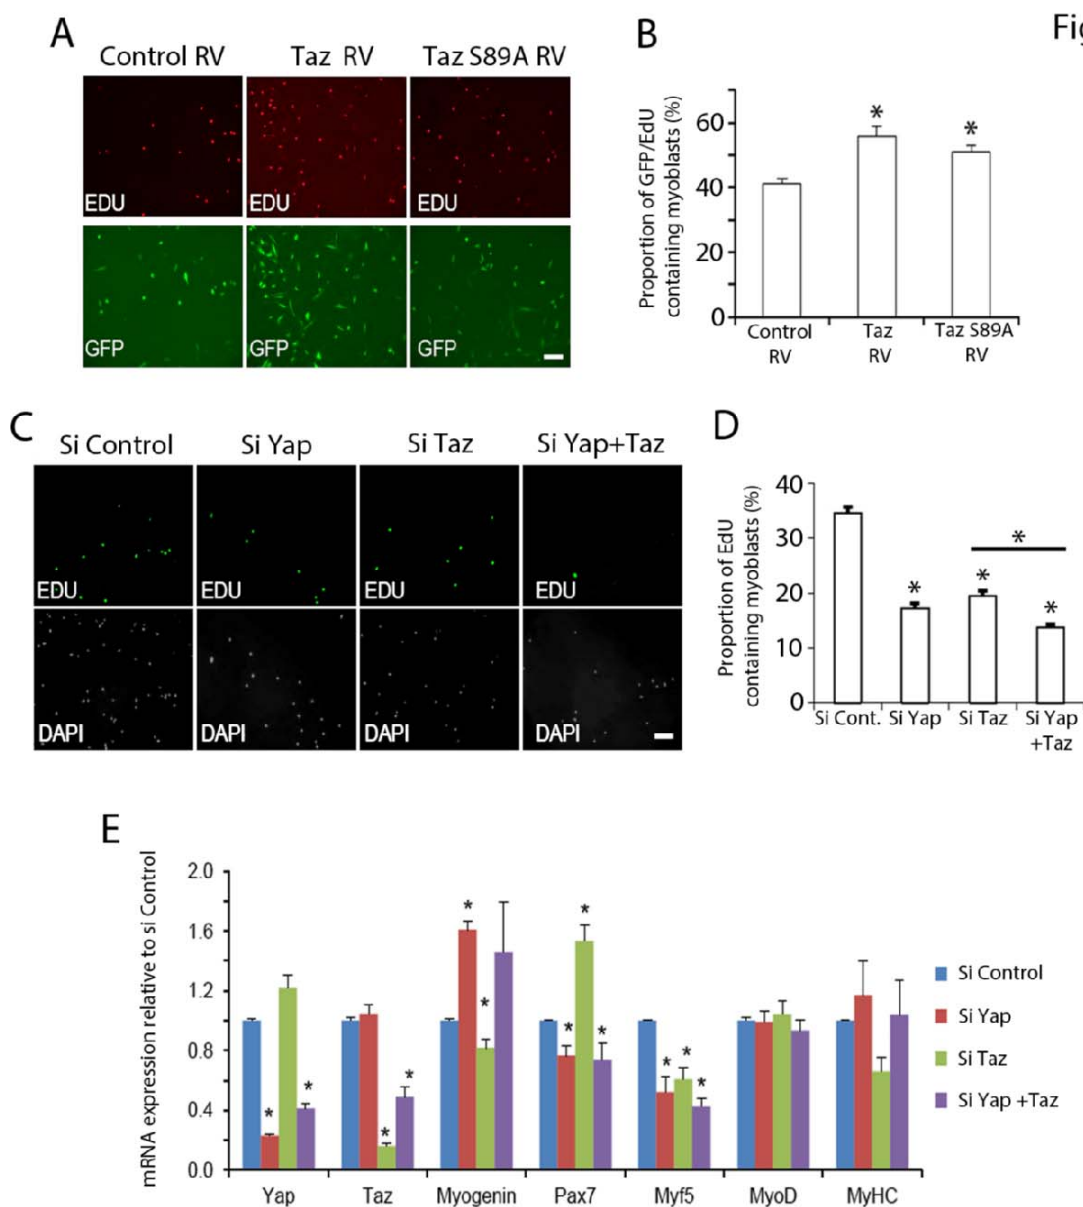 A
Control RV Taz RV Taz S89A RV
EDU EDU EDU
GFP GFP GFP
B
Fig
Proportion of GFP/EdU
containing myoblasts (%)
60
40
20
0
* *
Control
RV
Taz
RV
Taz S89A
RV
C
Si Control Si Yap Si Taz Si Yap+Taz
EDU EDU EDU EDU
DAPI DAPI DAPI DAPI
D
Proportion of EdU
containing myoblasts (%)
40
30
20
10
0
*
* * *
Si Cont. Si Yap Si Taz Si Yap
+Taz
E
mRNA expression relative to si Control
2.0
1.6
1.2
0.8
0.4
0.0
* * * * * * * * * * * *
Yap Taz Myogenin Pax7 Myf5 MyoD MyHC
Si Control
Si Yap
Si Taz
Si Yap +Taz